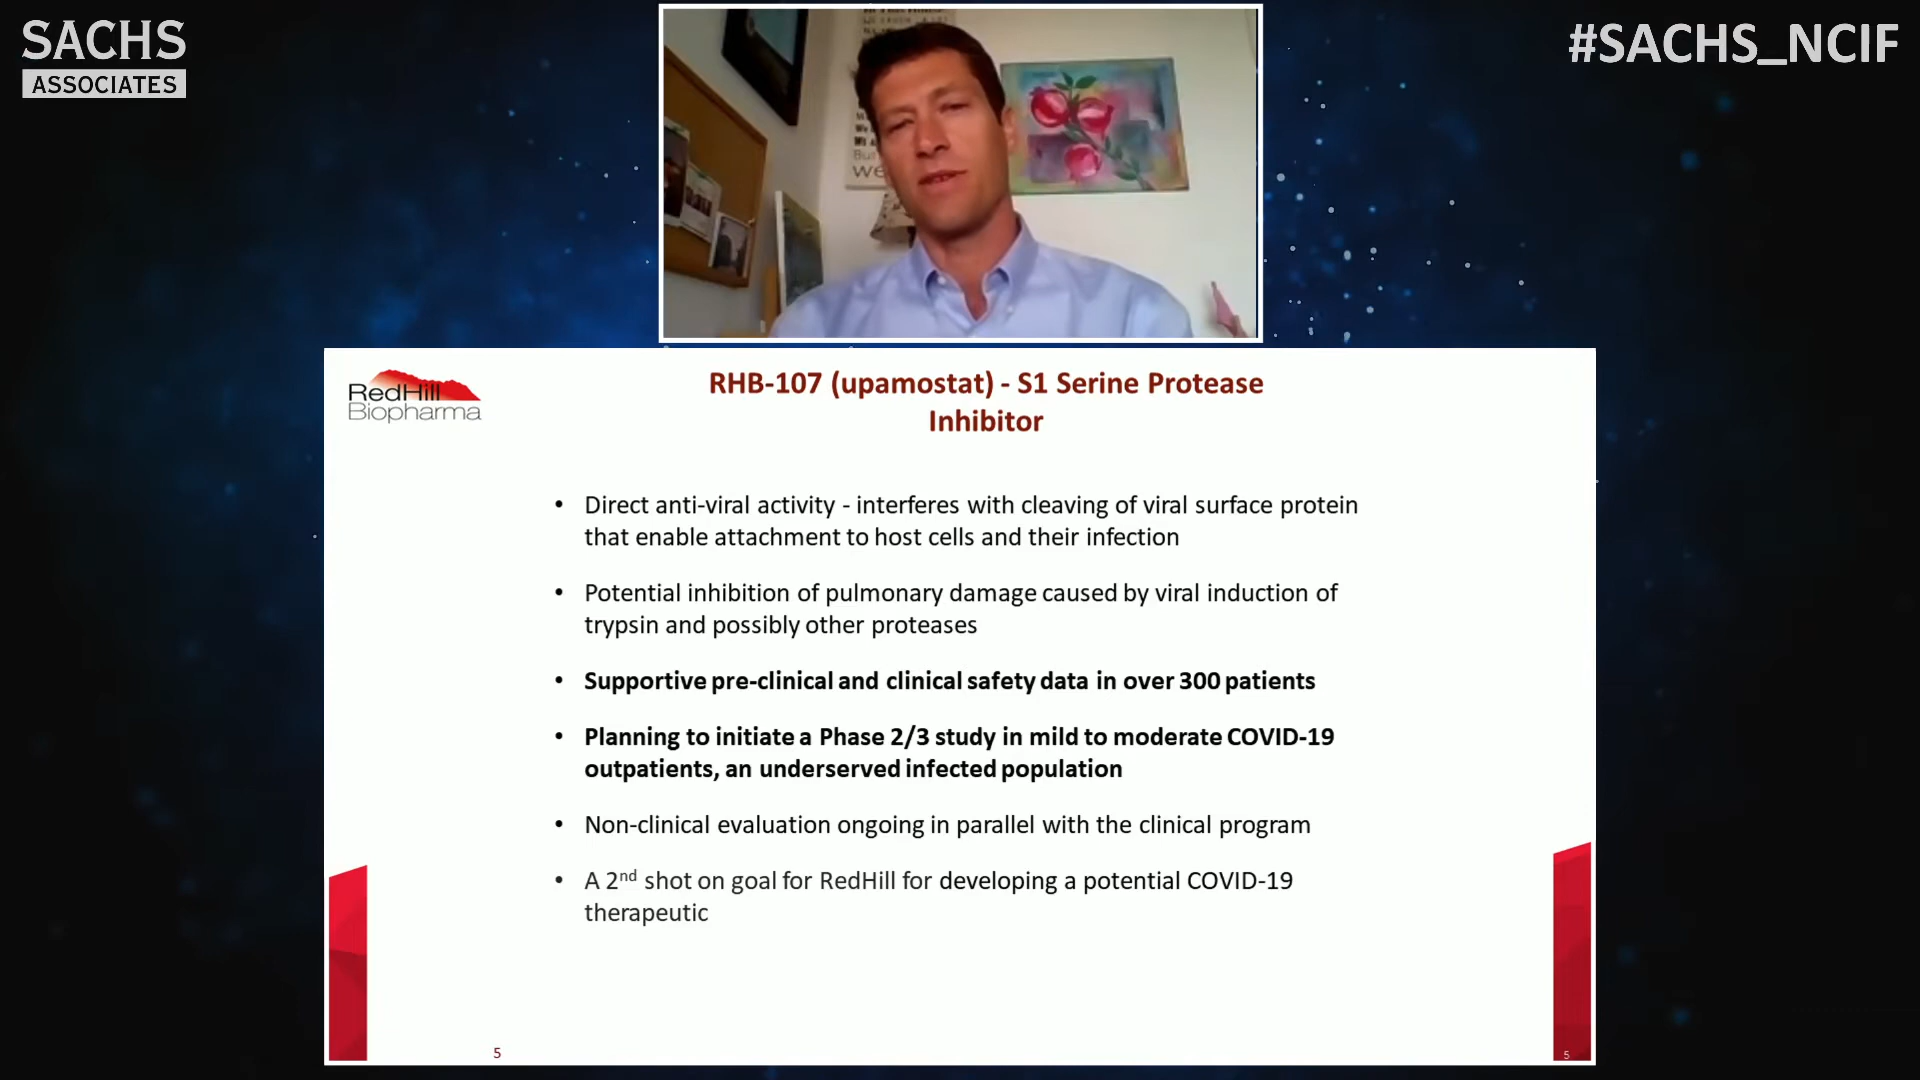 SACHS
ASSOCIATES
#SACHS_NCIF
But
we
RedHill
Biopharma
RHB-107 (upamostat) - S1 Serine Protease
Inhibitor
• Direct anti-viral activity - interferes with cleaving of viral surface protein
that enable attachment to host cells and their infection
• Potential inhibition of pulmonary damage caused by viral induction of
trypsin and possibly other proteases
• Supportive pre-clinical and clinical safety data in over 300 patients
• Planning to initiate a Phase 2/3 study in mild to moderate COVID-19
outpatients, an underserved infected population
• Non-clinical evaluation ongoing in parallel with the clinical program
• A 2nd shot on goal for RedHill for developing a potential COVID-19
therapeutic
5
5